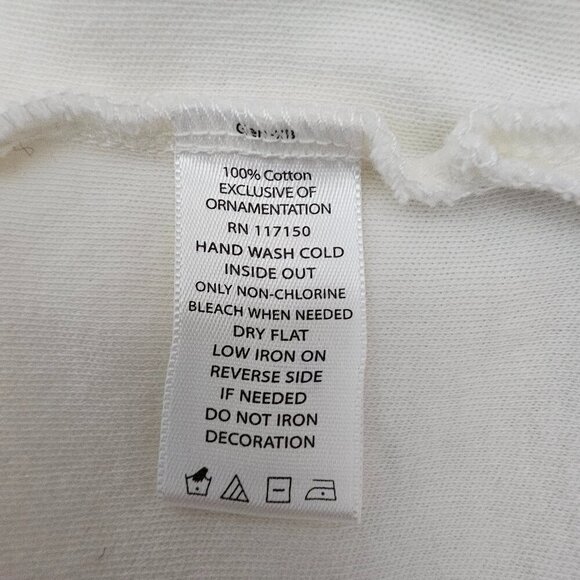 100% Cotton
EXCLUSIVE OF
ORNAMENTATION
RN 117150
HAND WASH COLD
INSIDE OUT
ONLY NON-CHLORINE
BLEACH WHEN NEEDED
DRY FLAT
LOW IRON ON
REVERSE SIDE
IF NEEDED
DO NOT IRON
DECORATION